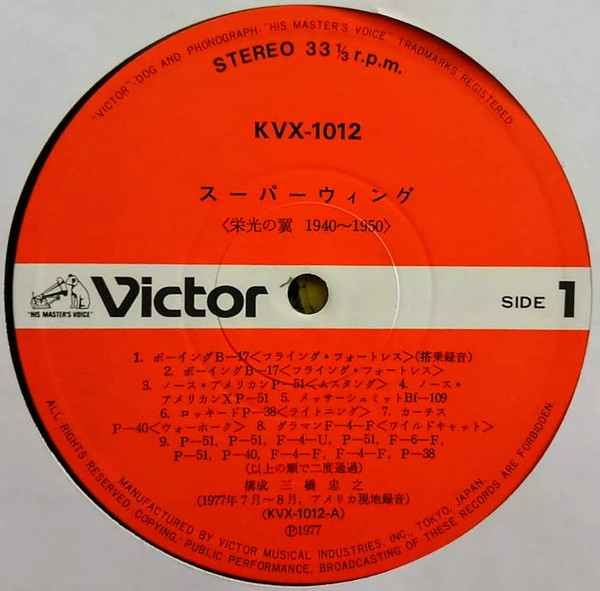 "VICTOR"-DOG AND PHONOGRAPH-"HIS MASTER'S VOICE" TRADMARKS REGISTERED.
STEREO 33 1/3 r.p.m.
KVX-1012
スーパーウィング
〈栄光の翼 1940〜1950〉
"HIS MASTER'S VOICE"
Victor
SIDE 1
1. ボーイングB—17<フライング・フォートレス>(搭乗録音)
2. ボーイングB—17<フライング・フォートレス>
3. ノース・アメリカンP—51<ムスタング> 4. ノース・
アメリカンX P—51 5. メッサーシュミットBf—109
6. ロッキードP—38<ライトニング> 7. カーチス
P—40<ウォーホーク> 8. グラマンF—4—F<ワイルドキャット>
9. P—51, P—51, F—4—U, P—51, F—6—F,
P—51, P—40, F—4—F, F—4—F, P—38
(以上の順で二度通過)
構成 三橋忠之
(1977年7月〜8月, アメリカ現地録音)
(KVX-1012-A)
Ⓟ1977
MANUFACTURED BY VICTOR MUSICAL INDUSTRIES, INC., TOKYO, JAPAN.
ALL RIGHTS RESERVED, COPYING, PUBLIC PERFORMANCE, BROADCASTING OF THESE RECORDS ARE FORBIDDEN.